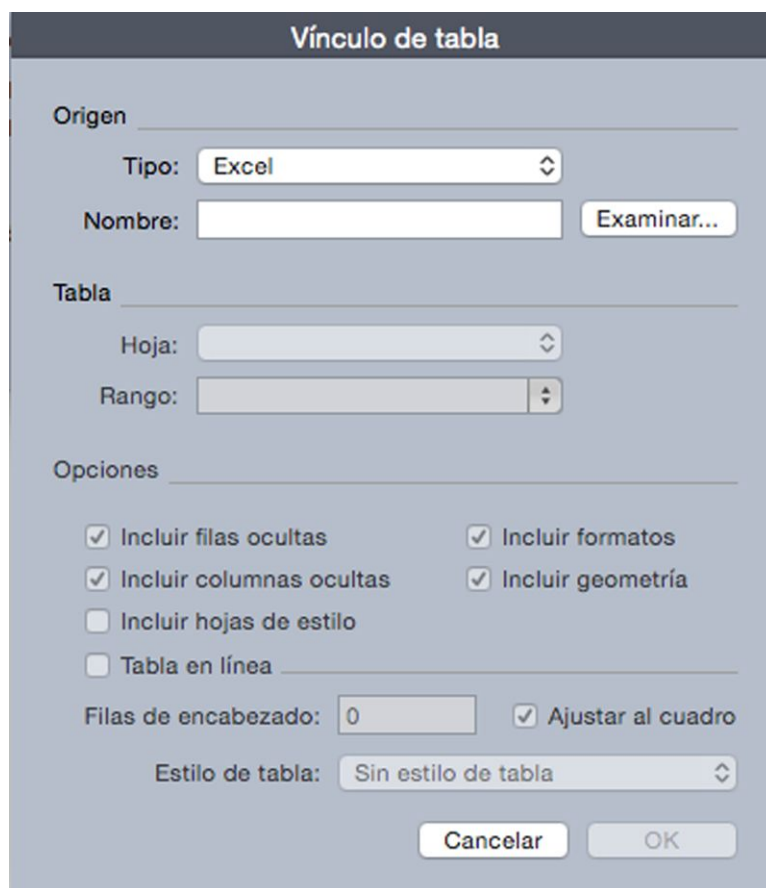 Vínculo de tabla
Origen
Tipo: Excel
Nombre: Examinar...
Tabla
Hoja:
Rango:
Opciones
Incluir filas ocultas Incluir formatos
Incluir columnas ocultas Incluir geometría
Incluir hojas de estilo
Tabla en línea
Filas de encabezado: 0 Ajustar al cuadro
Estilo de tabla: Sin estilo de tabla
Cancelar OK